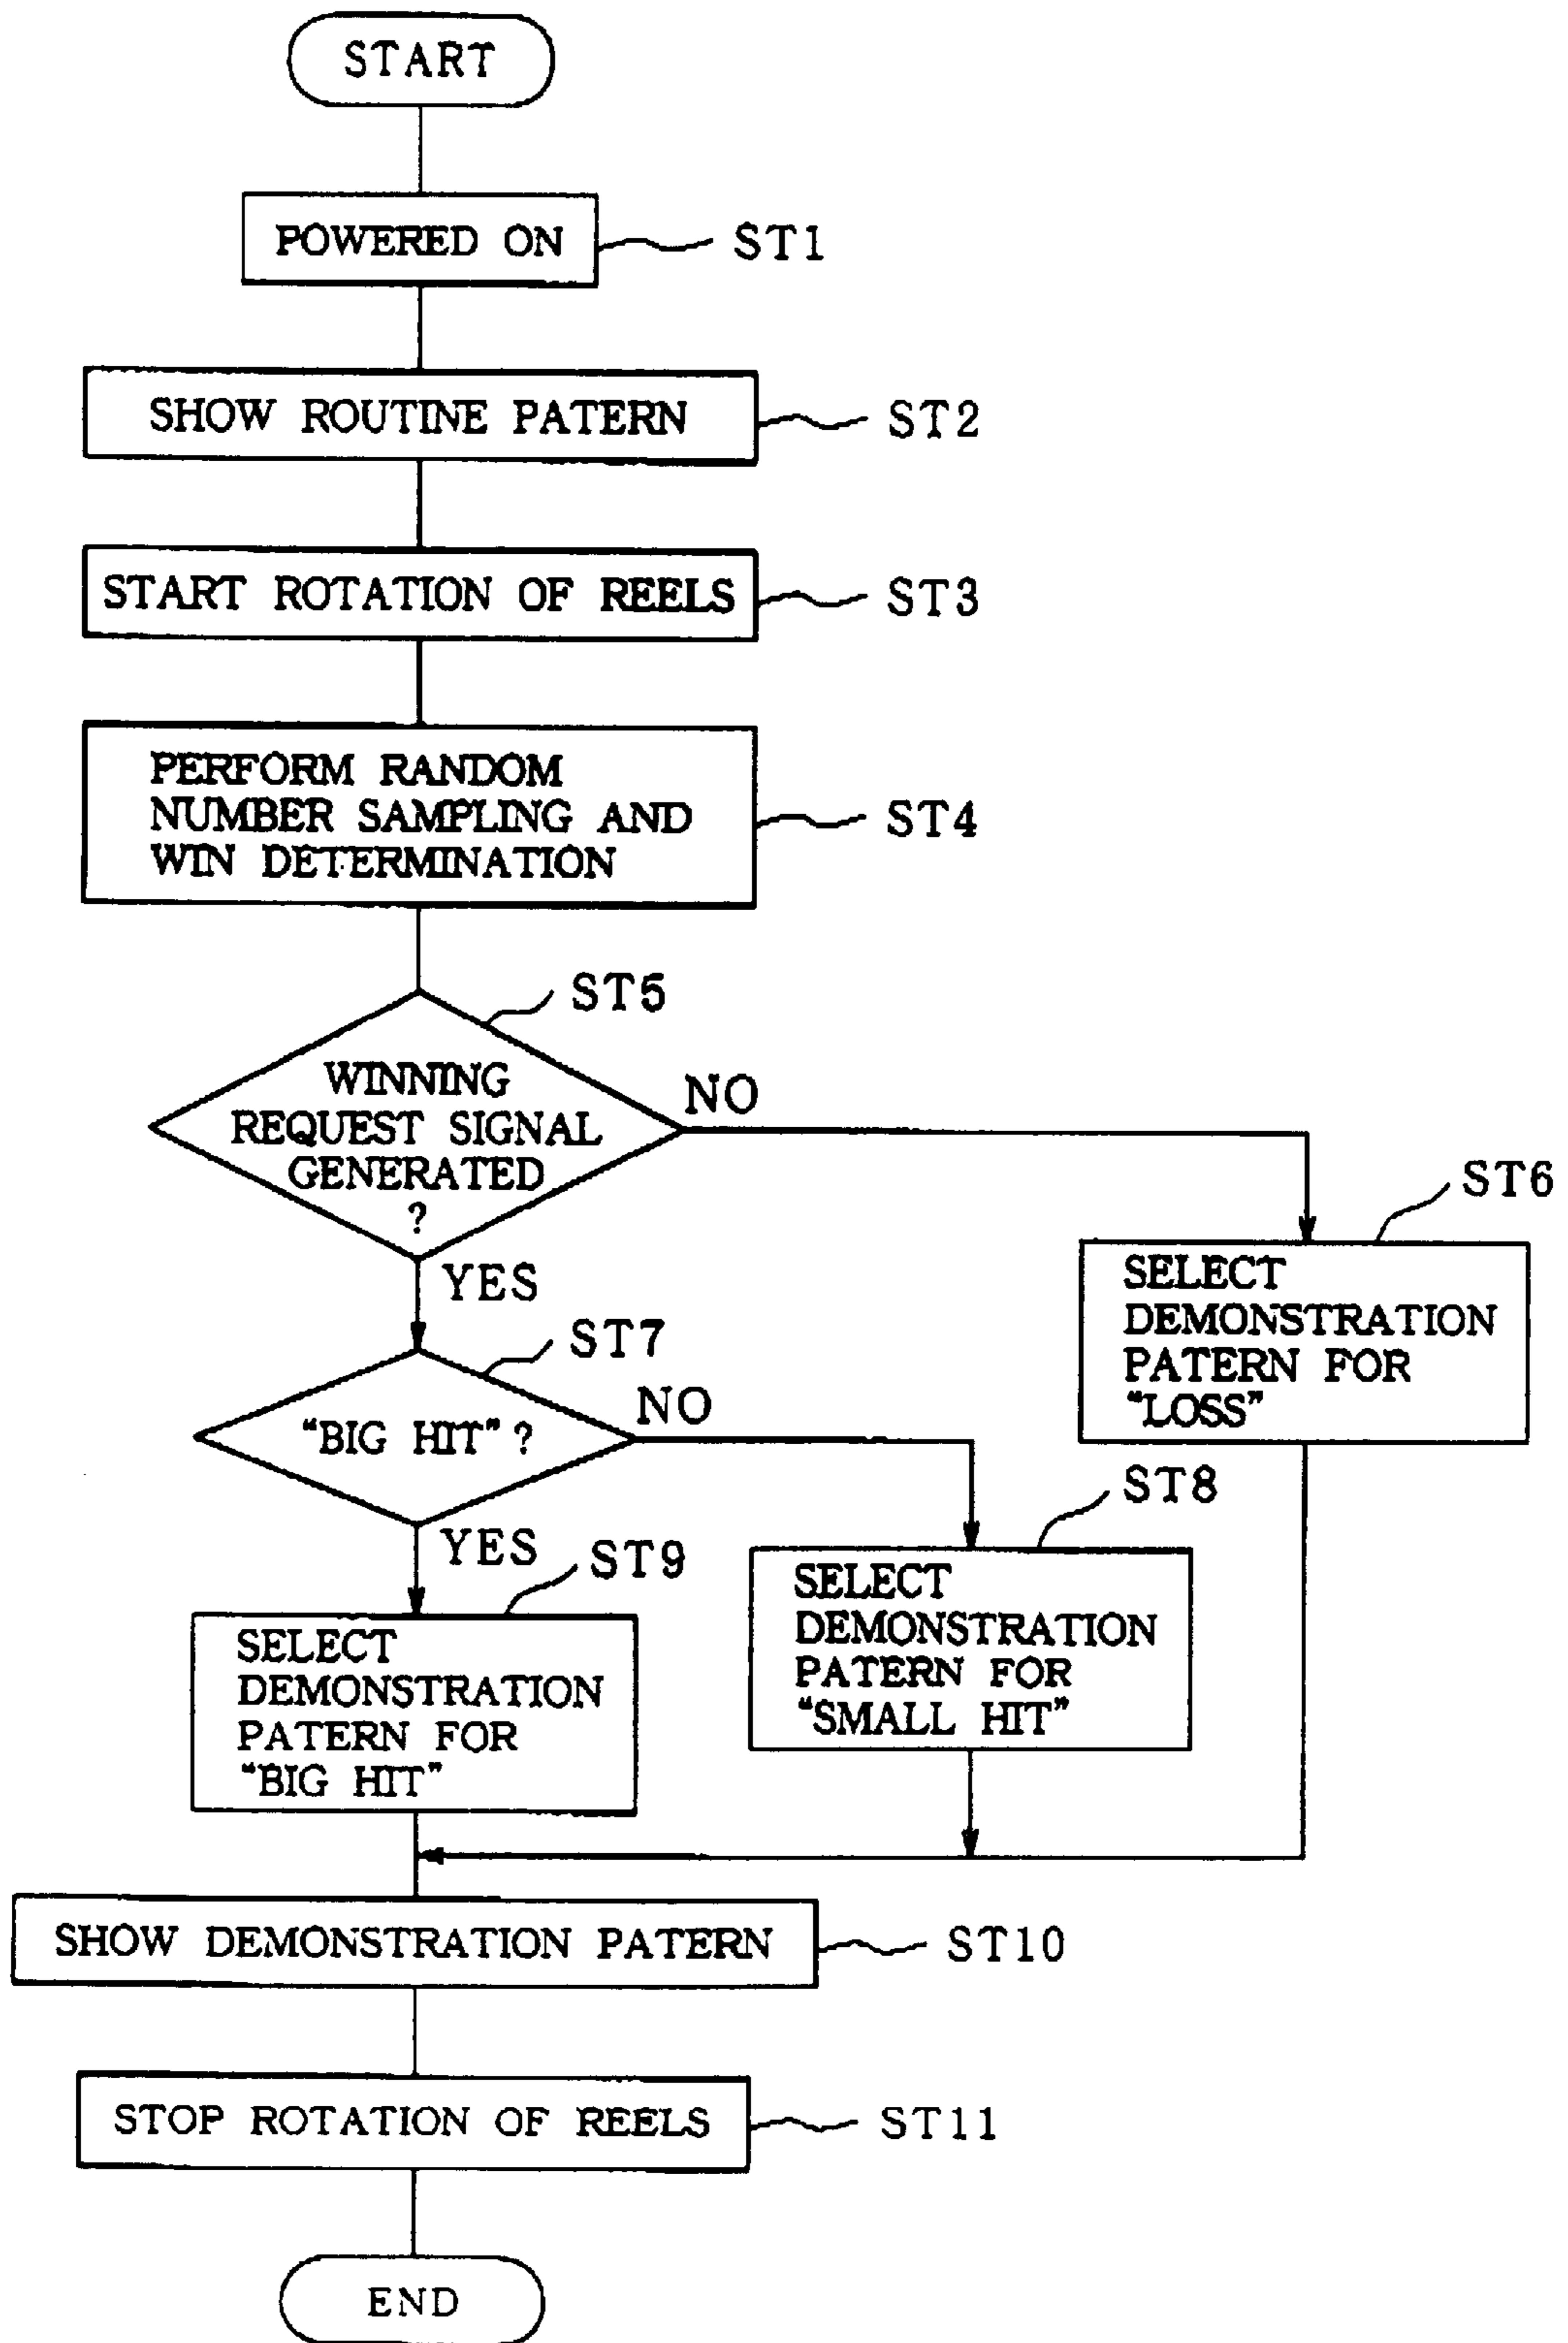 START
POWERED ON
ST1
SHOW ROUTINE PATERN
ST2
START ROTATION OF REELS
ST3
PERFORM RANDOM
NUMBER SAMPLING AND
WIN DETERMINATION
ST4
ST5
WINNING
REQUEST SIGNAL
GENERATED
?
NO
YES
ST6
SELECT
DEMONSTRATION
PATERN FOR
“LOSS”
ST7
“BIG HIT” ?
NO
YES
ST8
SELECT
DEMONSTRATION
PATERN FOR
“SMALL HIT”
ST9
SELECT
DEMONSTRATION
PATERN FOR
“BIG HIT”
SHOW DEMONSTRATION PATERN
ST10
STOP ROTATION OF REELS
ST11
END